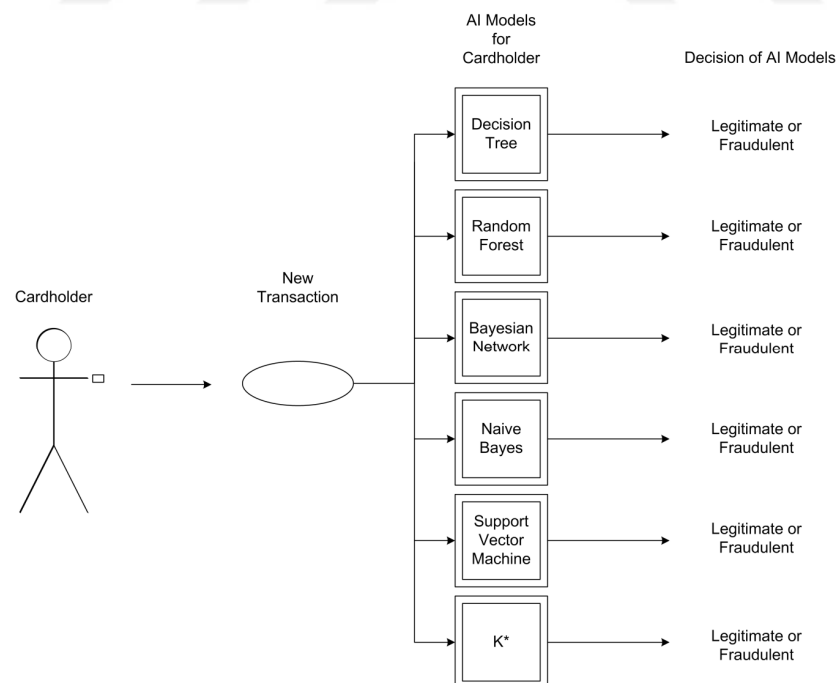 AI Models
for
Cardholder
Decision of AI Models
Decision
Tree
Legitimate or
Fraudulent
Random
Forest
Legitimate or
Fraudulent
New
Transaction
Cardholder
Bayesian
Network
Legitimate or
Fraudulent
Naive
Bayes
Legitimate or
Fraudulent
Support
Vector
Machine
Legitimate or
Fraudulent
K*
Legitimate or
Fraudulent